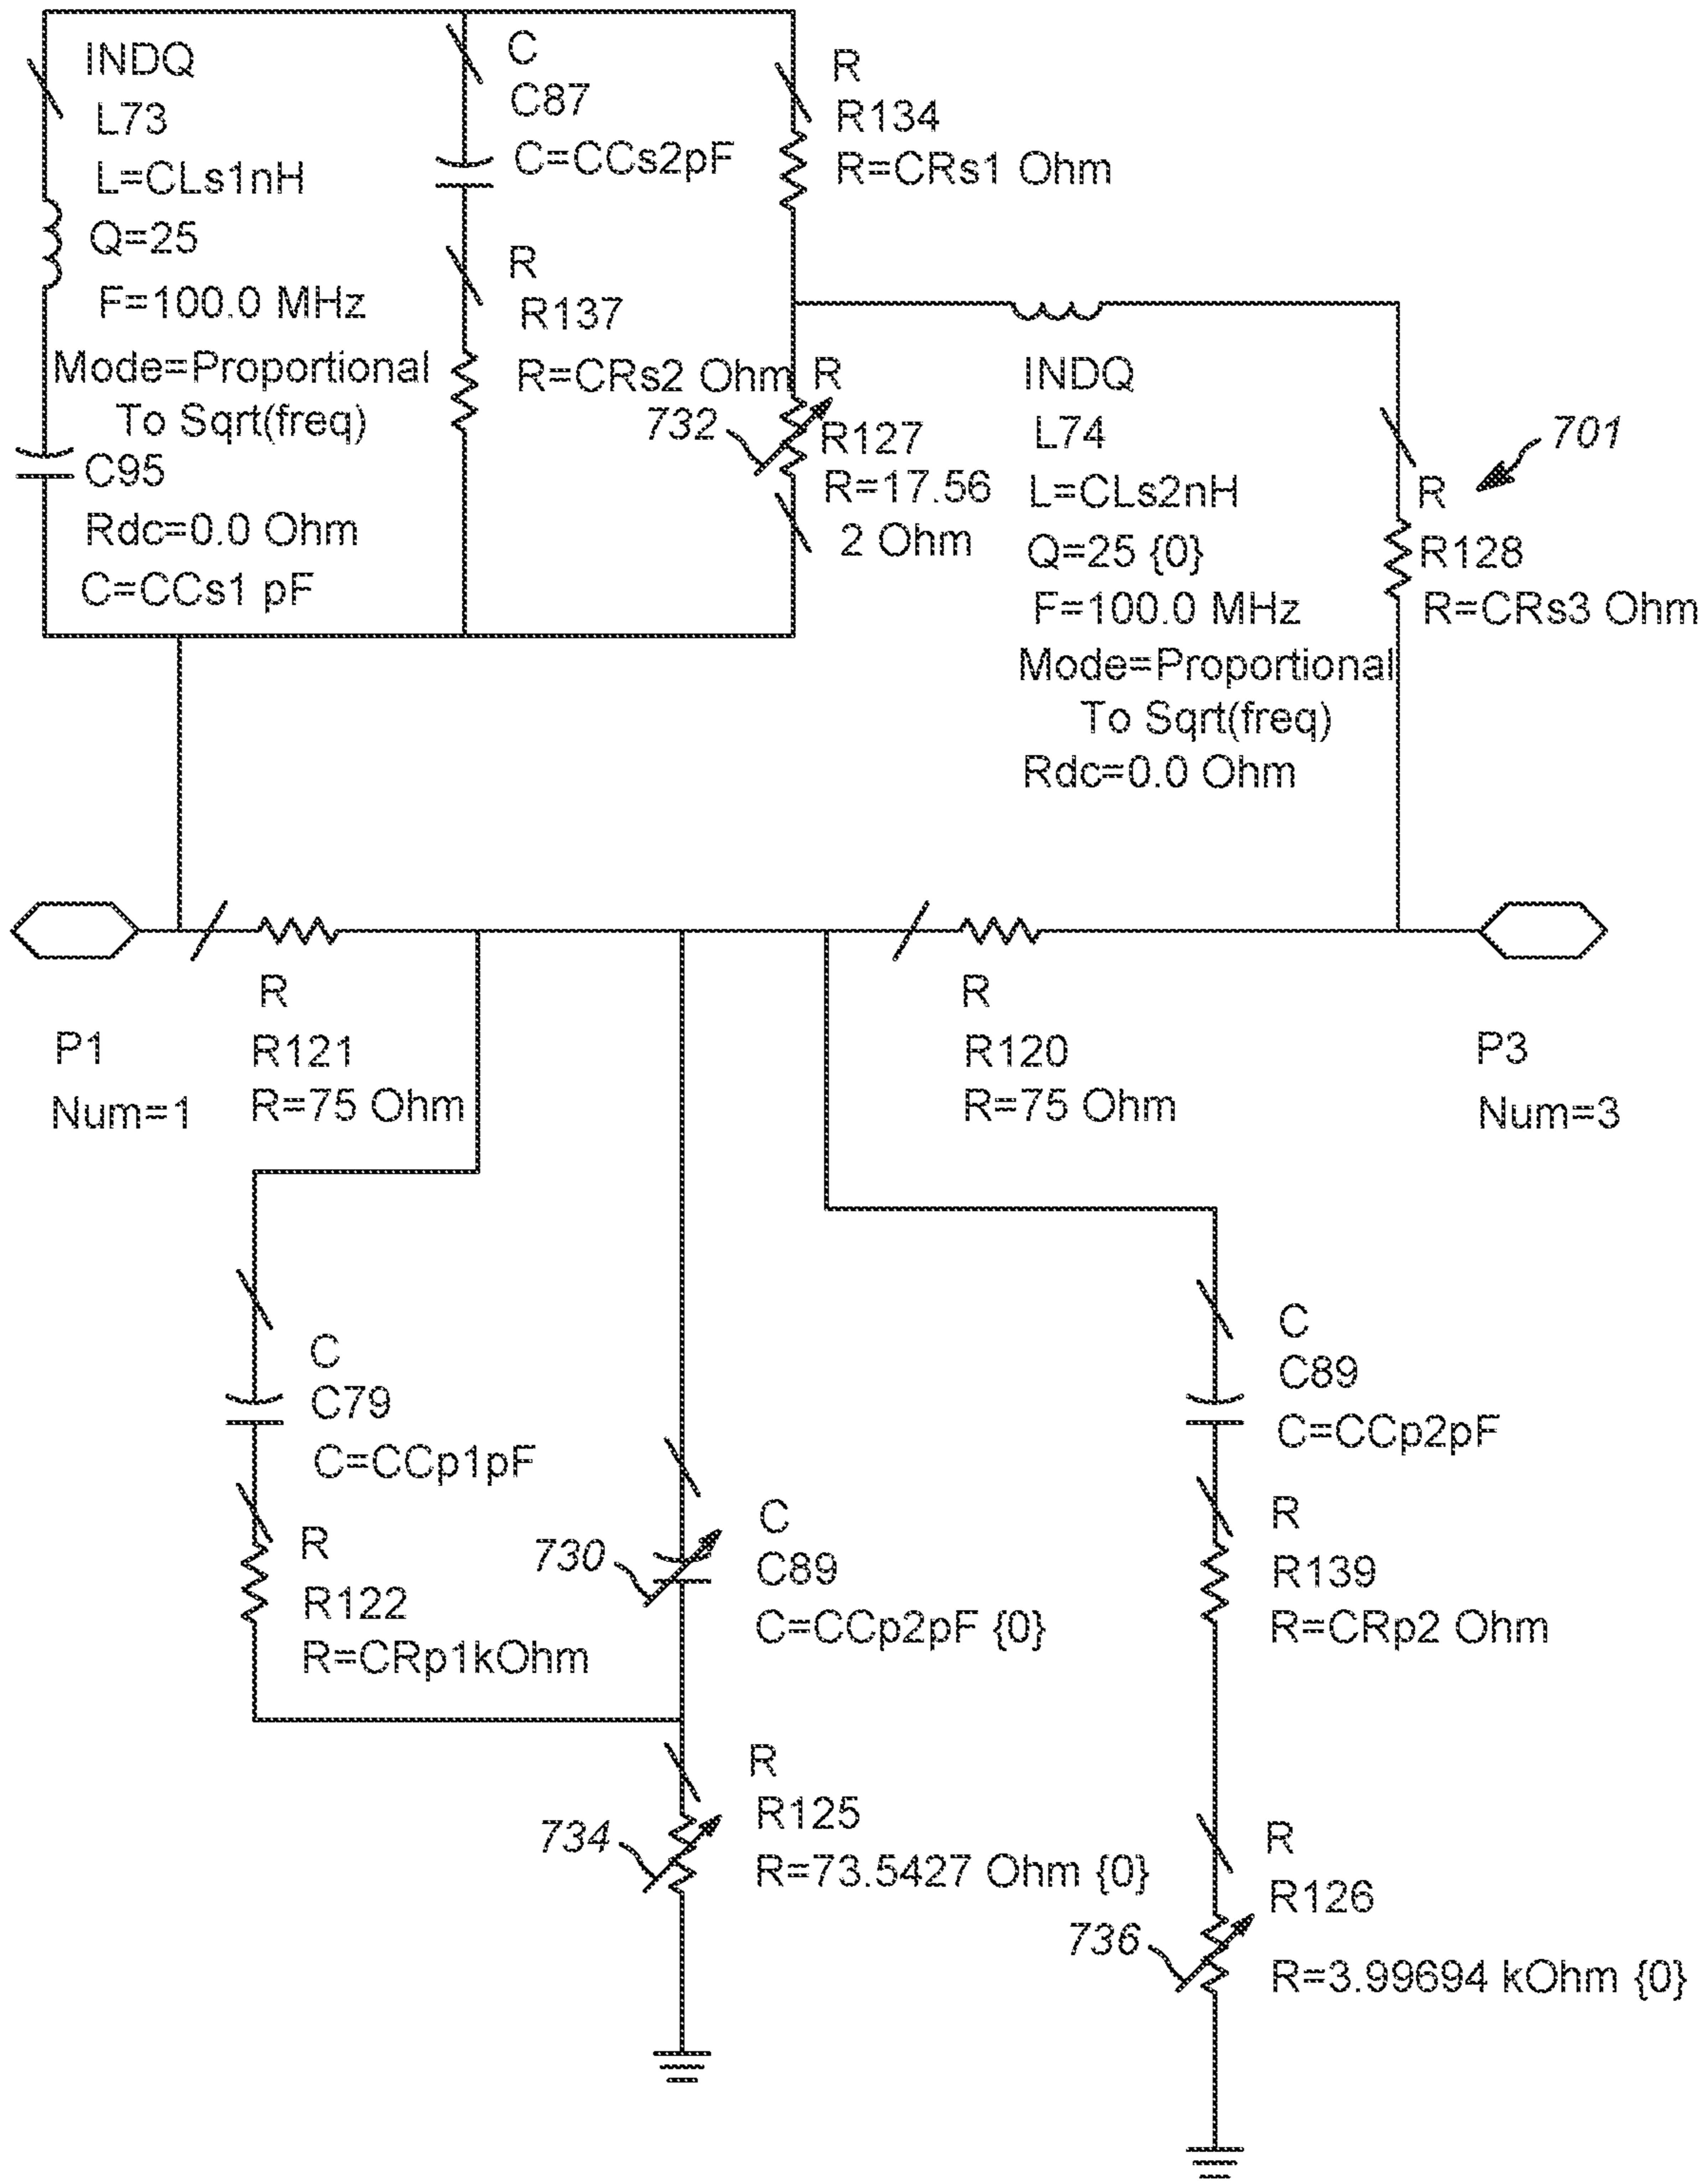 INDQ
L73
L=CLs1nH
Q=25
F=100.0 MHz
Mode=Proportional
To Sqrt(freq)
C95
Rdc=0.0 Ohm
C=CCs1 pF
C
C87
C=CCs2pF
R
R137
R=CRs2 Ohm
R
R134
R=CRs1 Ohm
732
R
R127
R=17.56
2 Ohm
INDQ
L74
L=CLs2nH
Q=25 {0}
F=100.0 MHz
Mode=Proportional
To Sqrt(freq)
Rdc=0.0 Ohm
701
R
R128
R=CRs3 Ohm
P1
Num=1
R
R121
R=75 Ohm
R
R120
R=75 Ohm
P3
Num=3
C
C79
C=CCp1pF
R
R122
R=CRp1kOhm
730
C
C89
C=CCp2pF {0}
734
R
R125
R=73.5427 Ohm {0}
C
C89
C=CCp2pF
R
R139
R=CRp2 Ohm
736
R
R126
R=3.99694 kOhm {0}